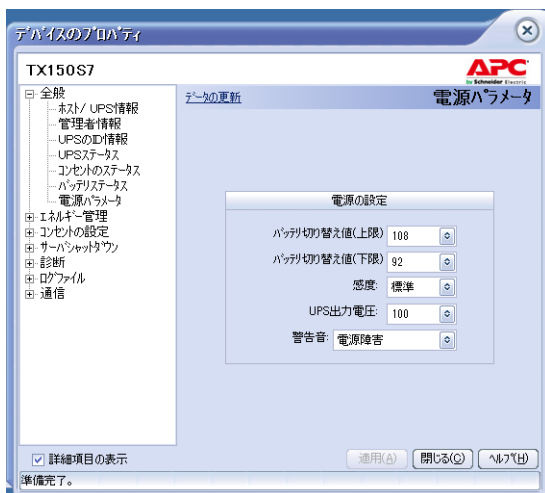 デバイスのプロパティ
TX150S7
APC
by Schneider Electric
全般
ホスト/ UPS情報
管理者情報
UPSのID情報
UPSステータス
コンセントのステータス
バッテリステータス
電源パラメータ
エネルギー管理
コンセントの設定
サーバシャットダウン
診断
ログファイル
通信
データの更新
電源パラメータ
電源の設定
バッテリ切り替え値(上限) 108
バッテリ切り替え値(下限) 92
感度: 標準
UPS出力電圧: 100
警告音: 電源障害
詳細項目の表示
適用(A) 閉じる(C) ヘルプ(H)
準備完了。